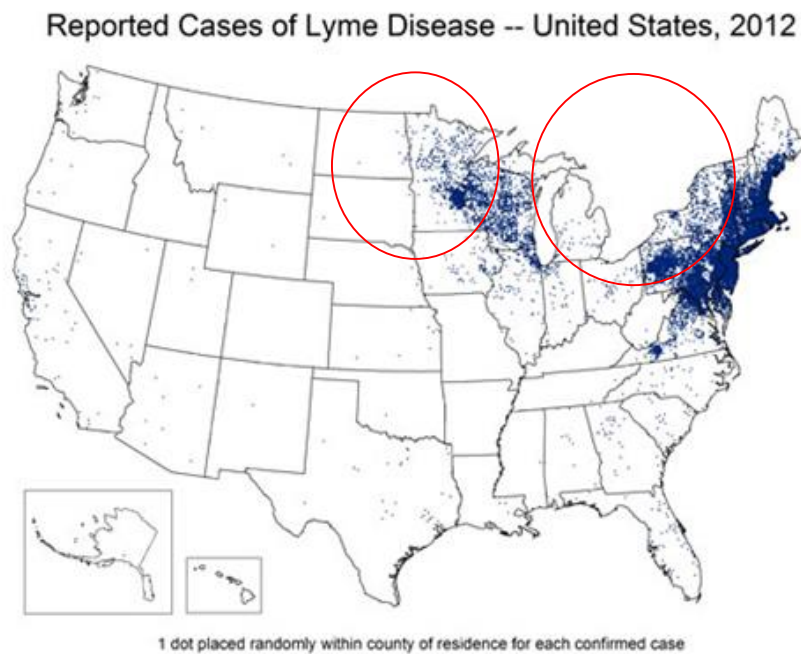 Reported Cases of Lyme Disease -- United States, 2012
1 dot placed randomly within county of residence for each confirmed case